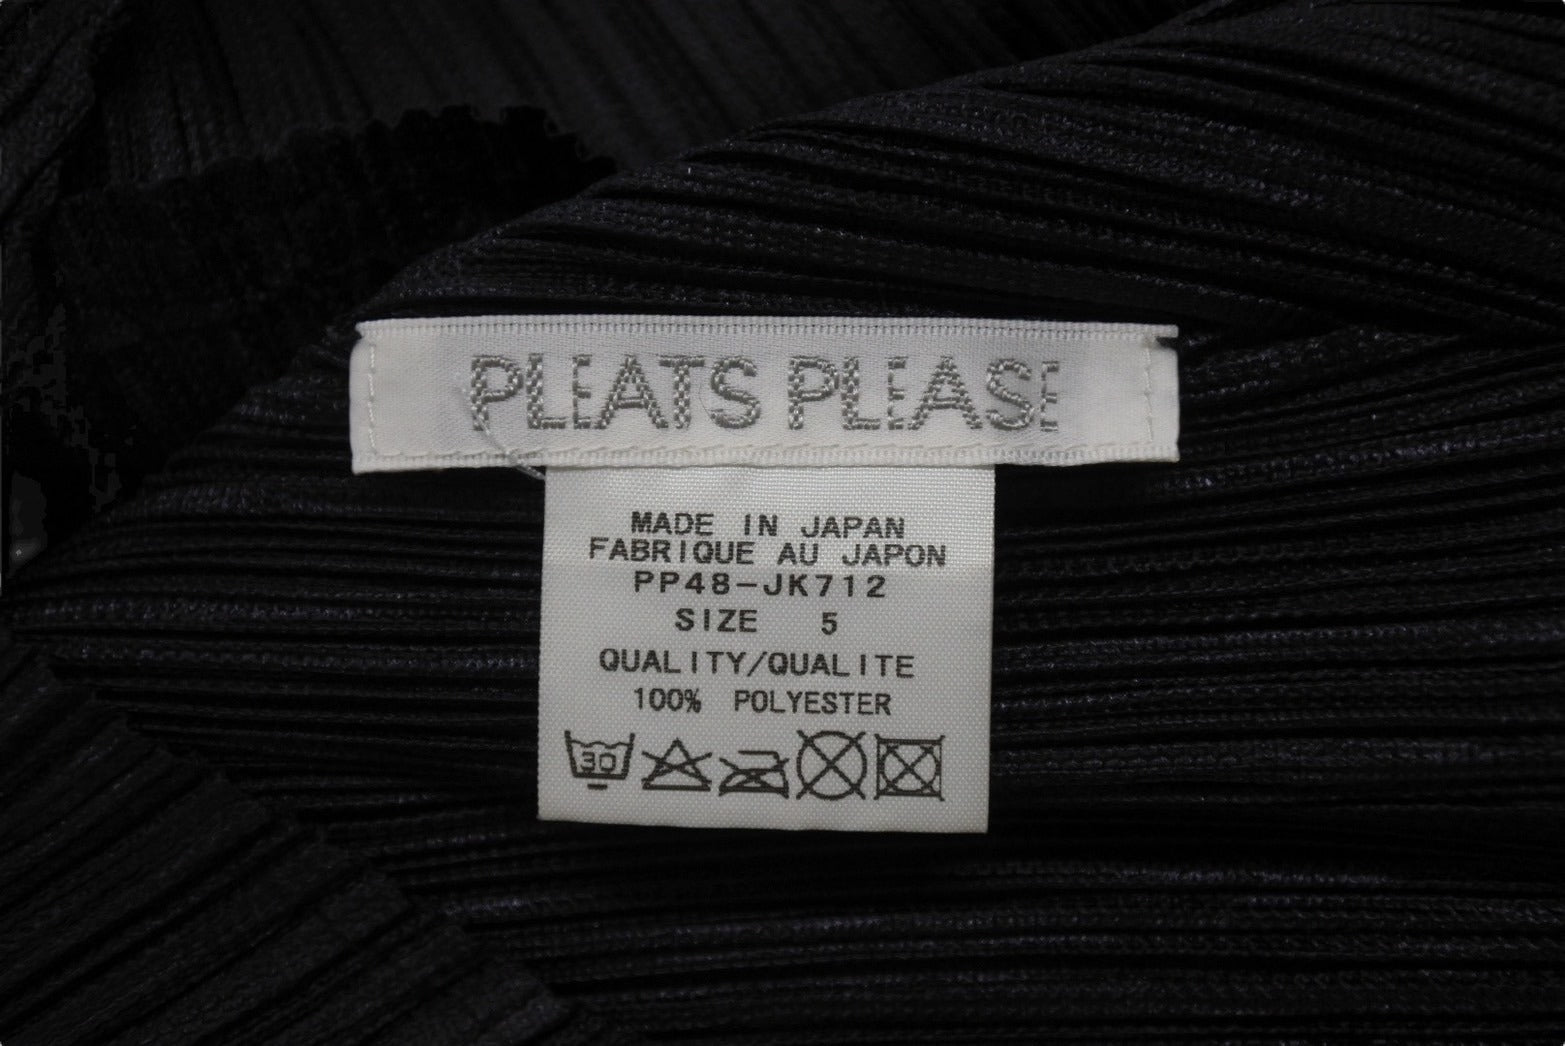 PLEATS PLEASE
MADE IN JAPAN
FABRIQUE AU JAPON
PP48-JK712
SIZE 5
QUALITY/QUALITE
100% POLYESTER
30